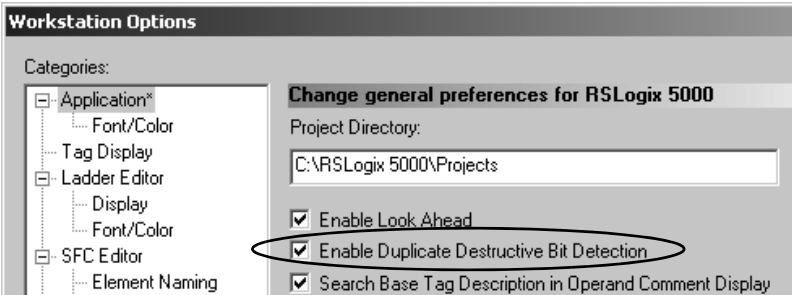 Workstation Options
Categories:
Application*
Font/Color
Tag Display
Ladder Editor
Display
Font/Color
SFC Editor
Element Naming
Change general preferences for RSLogix 5000
Project Directory:
C:\RSLogix 5000\Projects
Enable Look Ahead
Enable Duplicate Destructive Bit Detection
Search Base Tag Description in Operand Comment Display